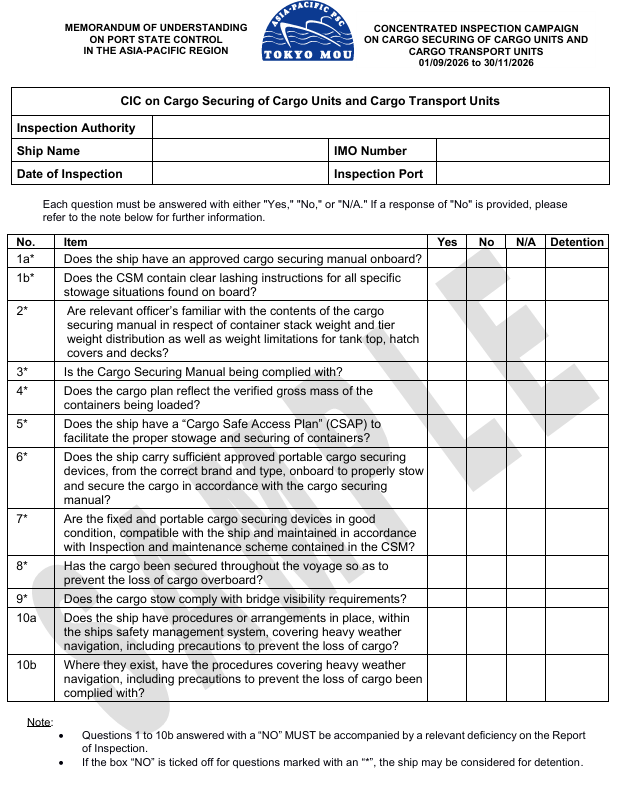 MEMORANDUM OF UNDERSTANDING
ON PORT STATE CONTROL
IN THE ASIA-PACIFIC REGION
ASIA-PACIFIC PSC
TOKYO MOU
CONCENTRATED INSPECTION CAMPAIGN
ON CARGO SECURING OF CARGO UNITS AND
CARGO TRANSPORT UNITS
01/09/2026 to 30/11/2026
CIC on Cargo Securing of Cargo Units and Cargo Transport Units
Inspection Authority
Ship Name IMO Number
Date of Inspection Inspection Port
Each question must be answered with either "Yes," "No," or "N/A." If a response of "No" is provided, please
refer to the note below for further information.
No. Item Yes No N/A Detention
1a* Does the ship have an approved cargo securing manual onboard?
1b* Does the CSM contain clear lashing instructions for all specific
stowage situations found on board?
2* Are relevant officer’s familiar with the contents of the cargo
securing manual in respect of container stack weight and tier
weight distribution as well as weight limitations for tank top, hatch
covers and decks?
3* Is the Cargo Securing Manual being complied with?
4* Does the cargo plan reflect the verified gross mass of the
containers being loaded?
5* Does the ship have a “Cargo Safe Access Plan” (CSAP) to
facilitate the proper stowage and securing of containers?
6* Does the ship carry sufficient approved portable cargo securing
devices, from the correct brand and type, onboard to properly stow
and secure the cargo in accordance with the cargo securing
manual?
7* Are the fixed and portable cargo securing devices in good
condition, compatible with the ship and maintained in accordance
with Inspection and maintenance scheme contained in the CSM?
8* Has the cargo been secured throughout the voyage so as to
prevent the loss of cargo overboard?
9* Does the cargo stow comply with bridge visibility requirements?
10a Does the ship have procedures or arrangements in place, within
the ships safety management system, covering heavy weather
navigation, including precautions to prevent the loss of cargo?
10b Where they exist, have the procedures covering heavy weather
navigation, including precautions to prevent the loss of cargo been
complied with?
SAMPLE
Note:
• Questions 1 to 10b answered with a “NO” MUST be accompanied by a relevant deficiency on the Report
of Inspection.
• If the box “NO” is ticked off for questions marked with an “*”, the ship may be considered for detention.